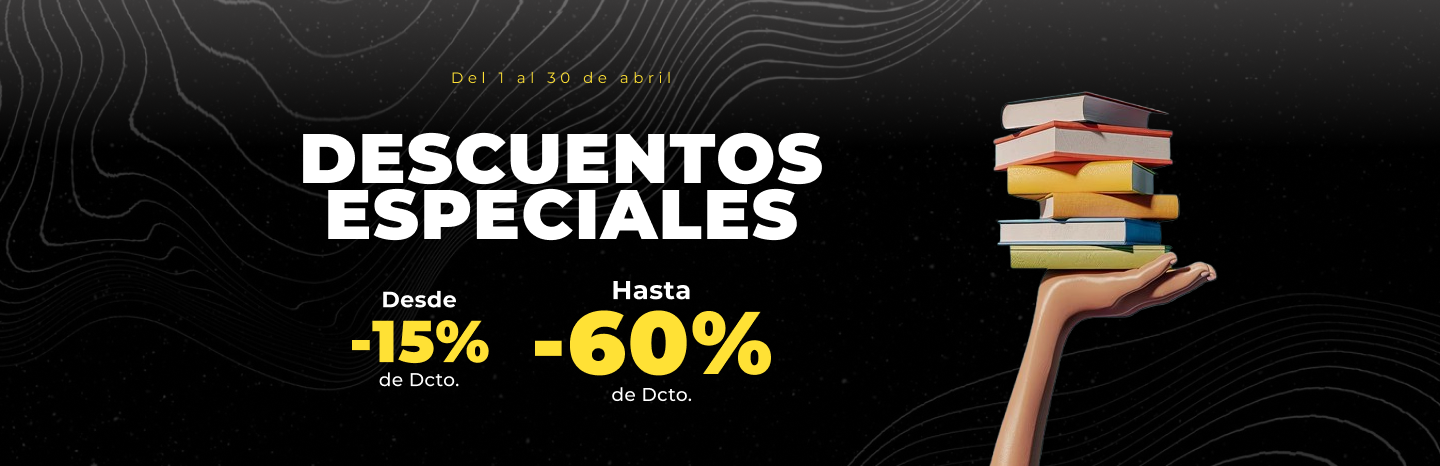 Del 1 al 30 de abril
DESCUENTOS
ESPECIALES
Desde
-15%
de Dcto.
Hasta
-60%
de Dcto.